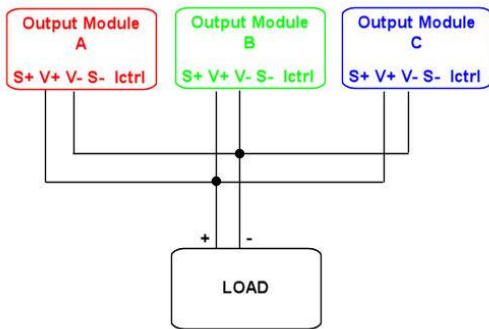 Output Module
A
S+ V+ V- S- Ictrl
Output Module
B
S+ V+ V- S- Ictrl
Output Module
C
S+ V+ V- S- Ictrl
+ -
LOAD